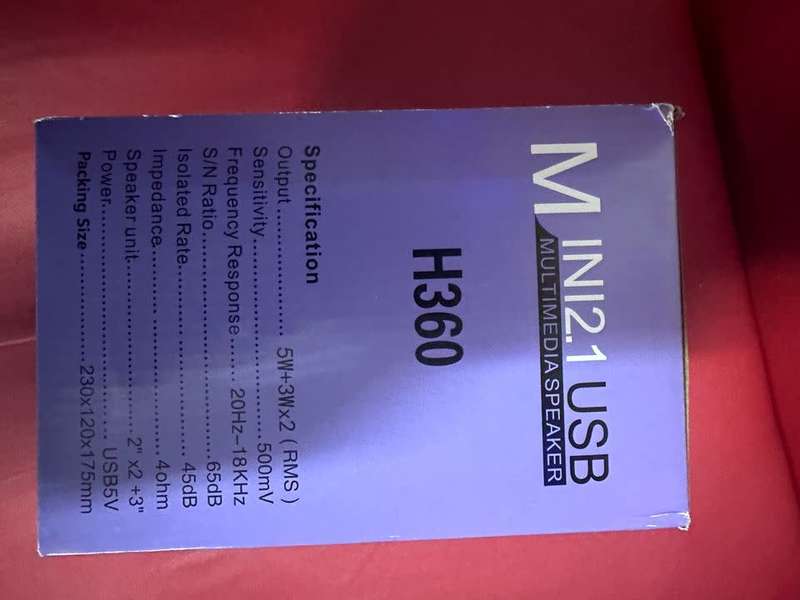 MINI2.1 USB
MULTIMEDIA SPEAKER
H360
Specification
Output .................... 5W+3Wx2 ( RMS )
Sensitivity............................500mV
Frequency Response....... 20Hz–18KHz
S/N Ratio................................65dB
Isolated Rate..........................45dB
Impedance............................4ohm
Speaker unit.....................2" x2 +3"
Power............................... USB5V
Packing Size............... 230x120x175mm